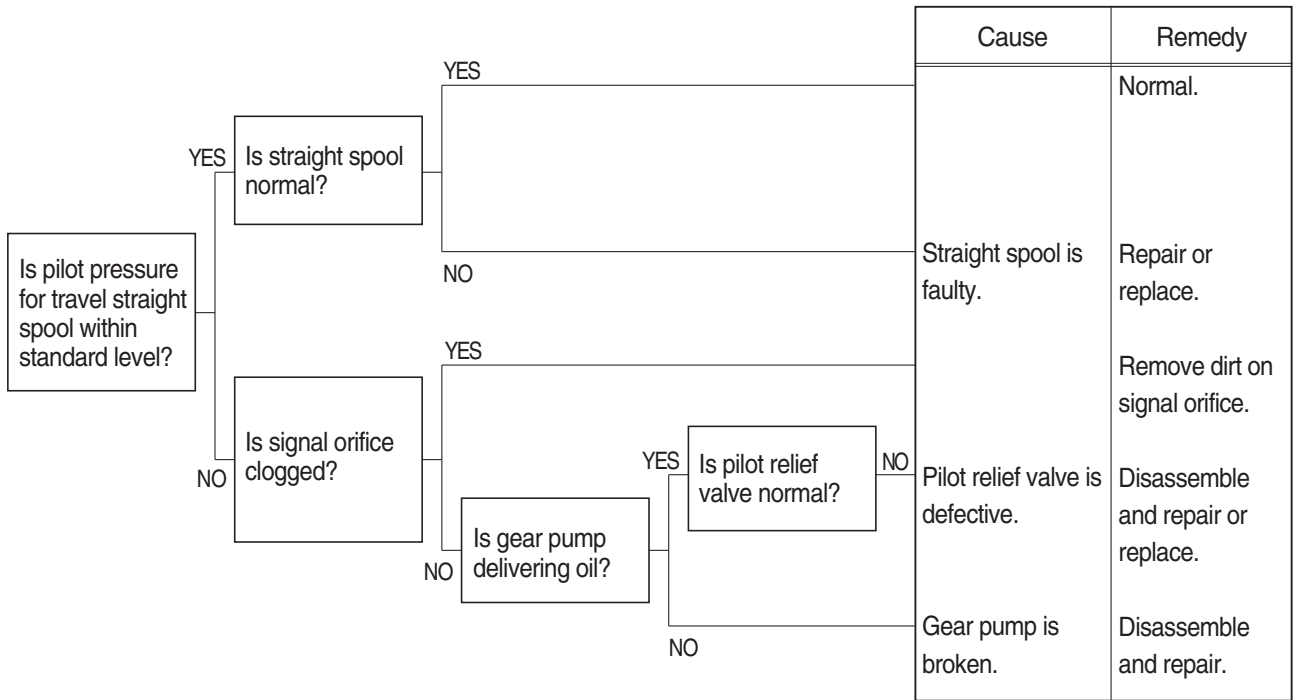 Cause
Remedy
YES
Normal.
YES
Is straight spool
normal?
NO
Straight spool is
faulty.
Repair or
replace.
Is pilot pressure
for travel straight
spool within
standard level?
YES
Remove dirt on
signal orifice.
NO
Is signal orifice
clogged?
YES
Is pilot relief
valve normal?
NO
Pilot relief valve is
defective.
Disassemble
and repair or
replace.
NO
Is gear pump
delivering oil?
NO
Gear pump is
broken.
Disassemble
and repair.